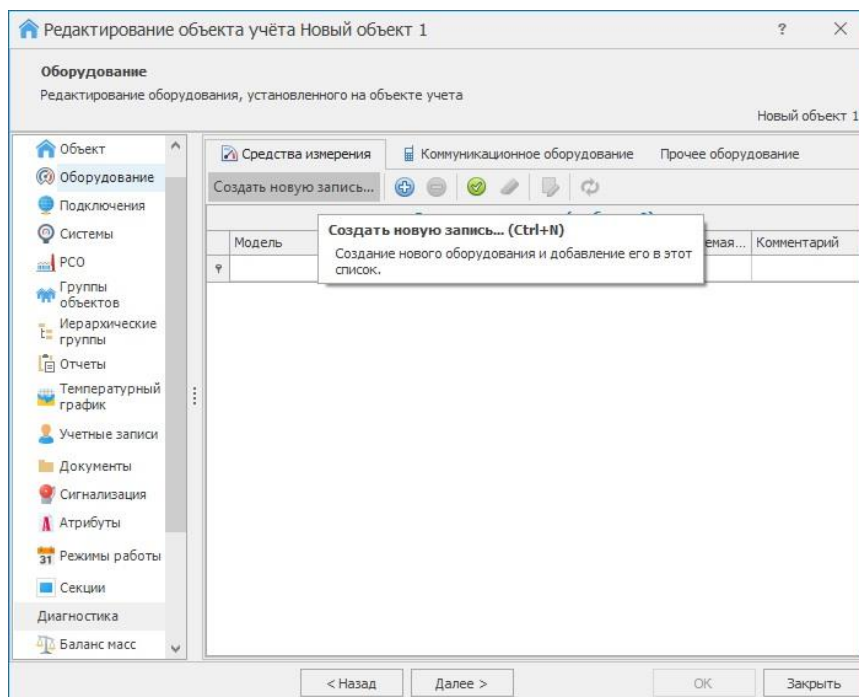 Редактирование объекта учёта Новый объект 1
?
Оборудование
Редактирование оборудования, установленного на объекте учета
Новый объект 1
Объект
Оборудование
Подключения
Системы
РСО
Группы
объектов
Иерархические
группы
Отчеты
Температурный
график
Учетные записи
Документы
Сигнализация
Атрибуты
31 Режимы работы
Секции
Диагностика
Баланс масс
Средства измерения
Коммуникационное оборудование
Прочее оборудование
Создать новую запись...
Модель
емая...
Комментарий
Создать новую запись... (Ctrl+N)
Создание нового оборудования и добавление его в этот
список.
< Назад
Далее >
ОК
Закрыть